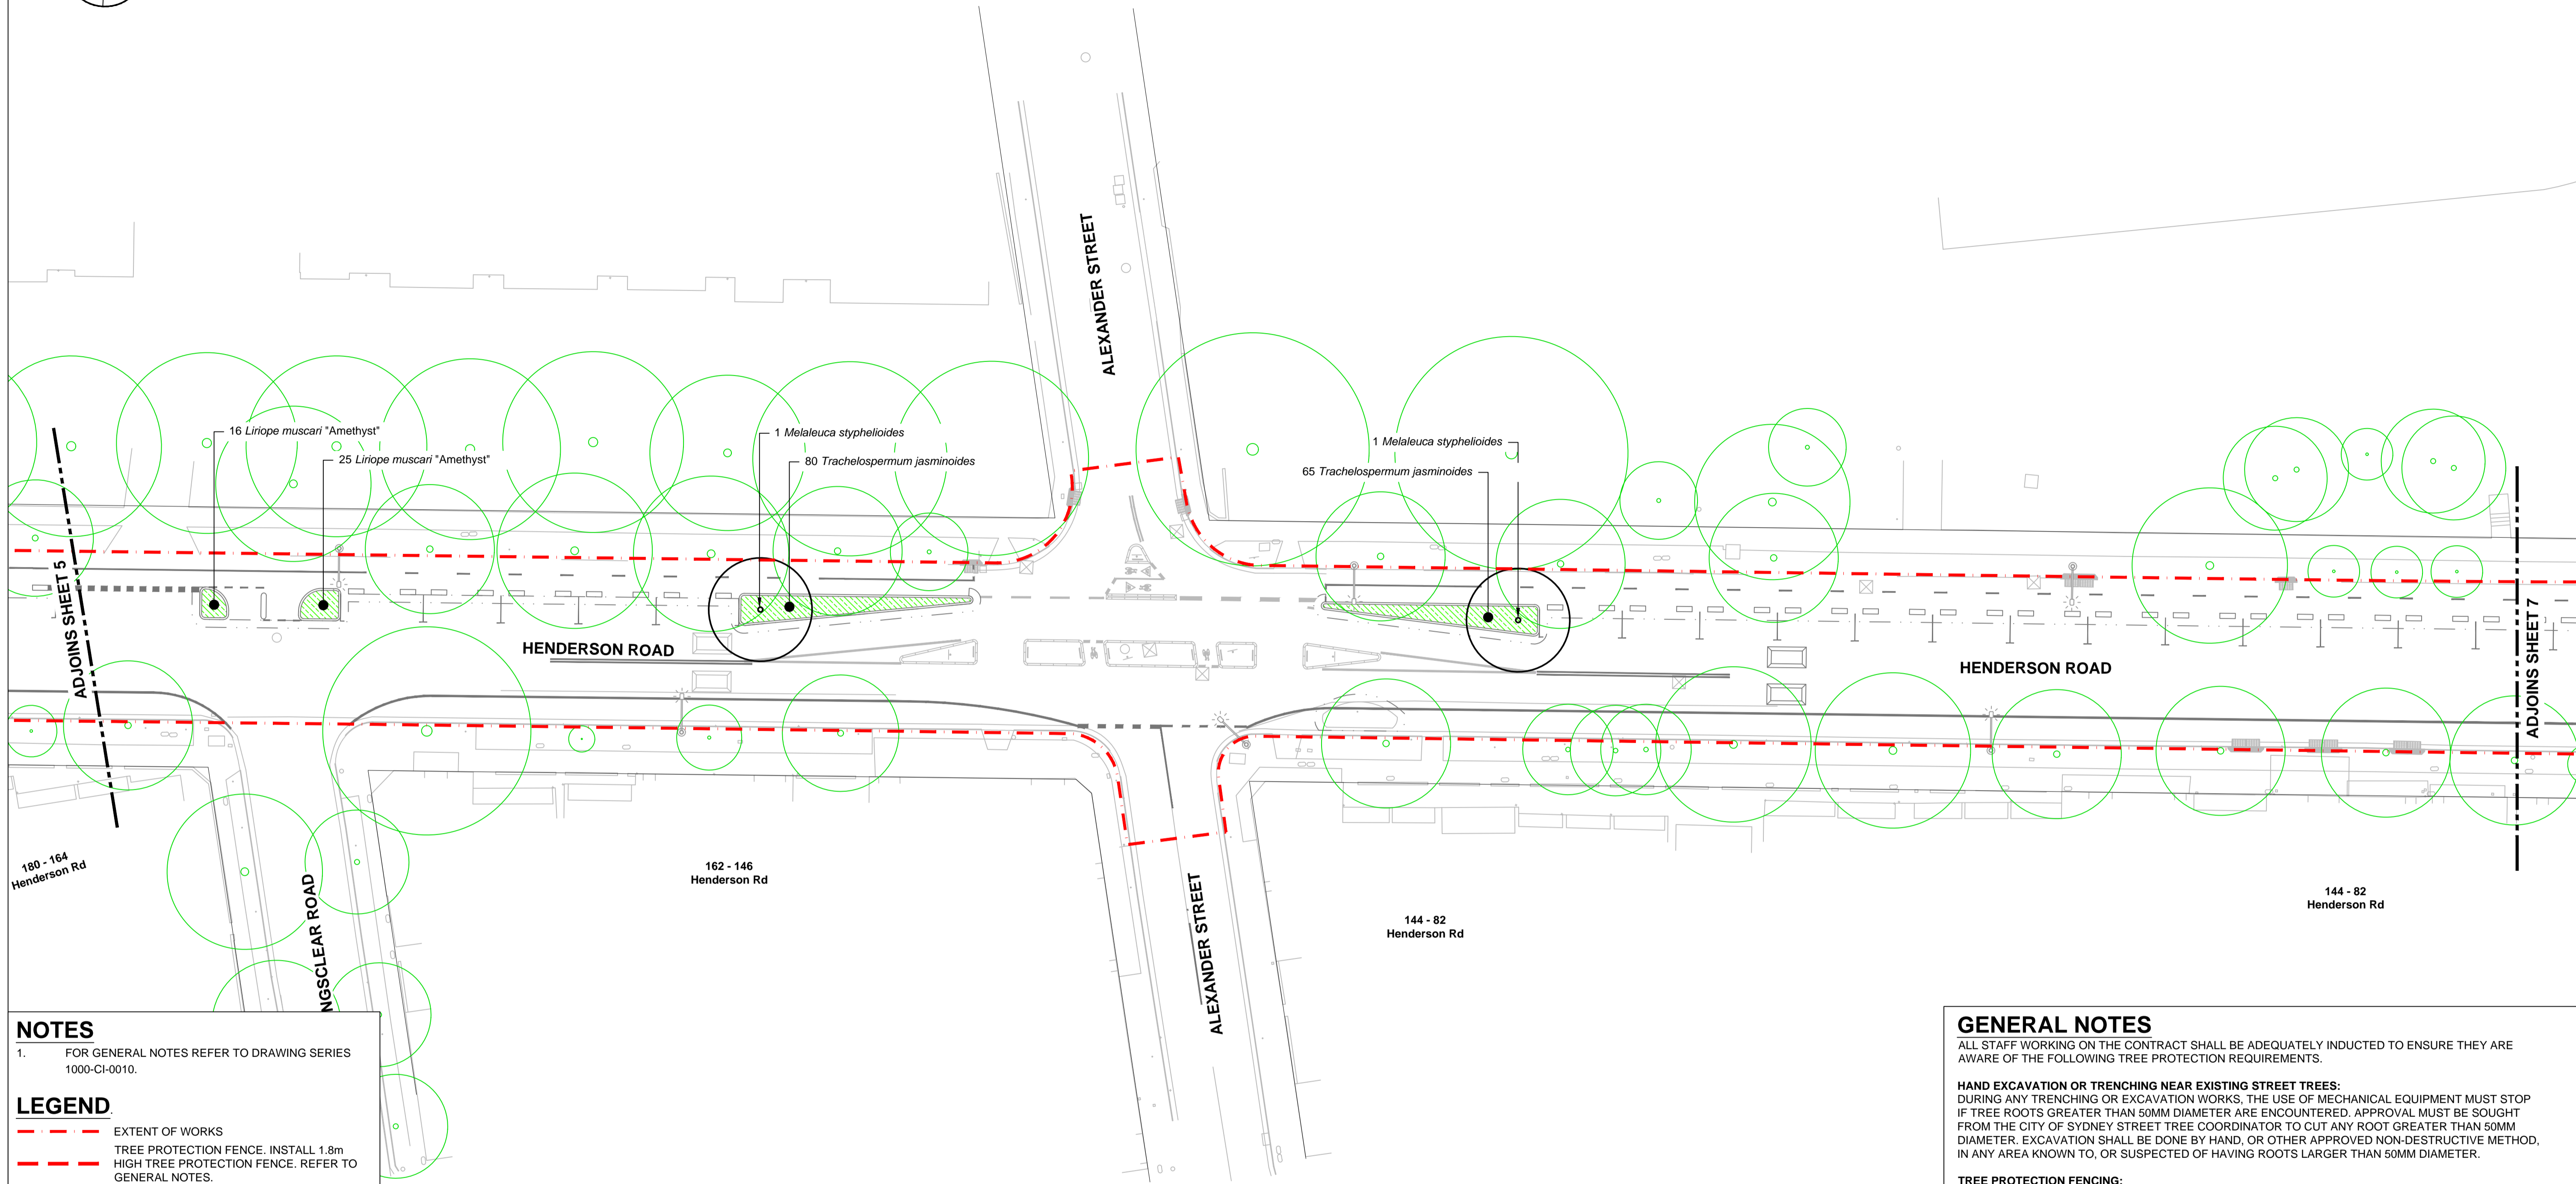 ALEXANDER STREET
16 Liriope muscari "Amethyst"
25 Liriope muscari "Amethyst"
1 Melaleuca styphelioides
80 Trachelospermum jasminoides
1 Melaleuca styphelioides
65 Trachelospermum jasminoides
ADJOINS SHEET 5
HENDERSON ROAD
HENDERSON ROAD
ADJOINS SHEET 7
180 - 164
Henderson Rd
162 - 146
Henderson Rd
144 - 82
Henderson Rd
144 - 82
Henderson Rd
NGSCLEAR ROAD
ALEXANDER STREET
NOTES
1. FOR GENERAL NOTES REFER TO DRAWING SERIES
1000-CI-0010.
LEGEND
EXTENT OF WORKS
TREE PROTECTION FENCE. INSTALL 1.8m
HIGH TREE PROTECTION FENCE. REFER TO
GENERAL NOTES.
GENERAL NOTES
ALL STAFF WORKING ON THE CONTRACT SHALL BE ADEQUATELY INDUCTED TO ENSURE THEY ARE
AWARE OF THE FOLLOWING TREE PROTECTION REQUIREMENTS.
HAND EXCAVATION OR TRENCHING NEAR EXISTING STREET TREES:
DURING ANY TRENCHING OR EXCAVATION WORKS, THE USE OF MECHANICAL EQUIPMENT MUST STOP
IF TREE ROOTS GREATER THAN 50MM DIAMETER ARE ENCOUNTERED. APPROVAL MUST BE SOUGHT
FROM THE CITY OF SYDNEY STREET TREE COORDINATOR TO CUT ANY ROOT GREATER THAN 50MM
DIAMETER. EXCAVATION SHALL BE DONE BY HAND, OR OTHER APPROVED NON-DESTRUCTIVE METHOD,
IN ANY AREA KNOWN TO, OR SUSPECTED OF HAVING ROOTS LARGER THAN 50MM DIAMETER.
TREE PROTECTION FENCING: